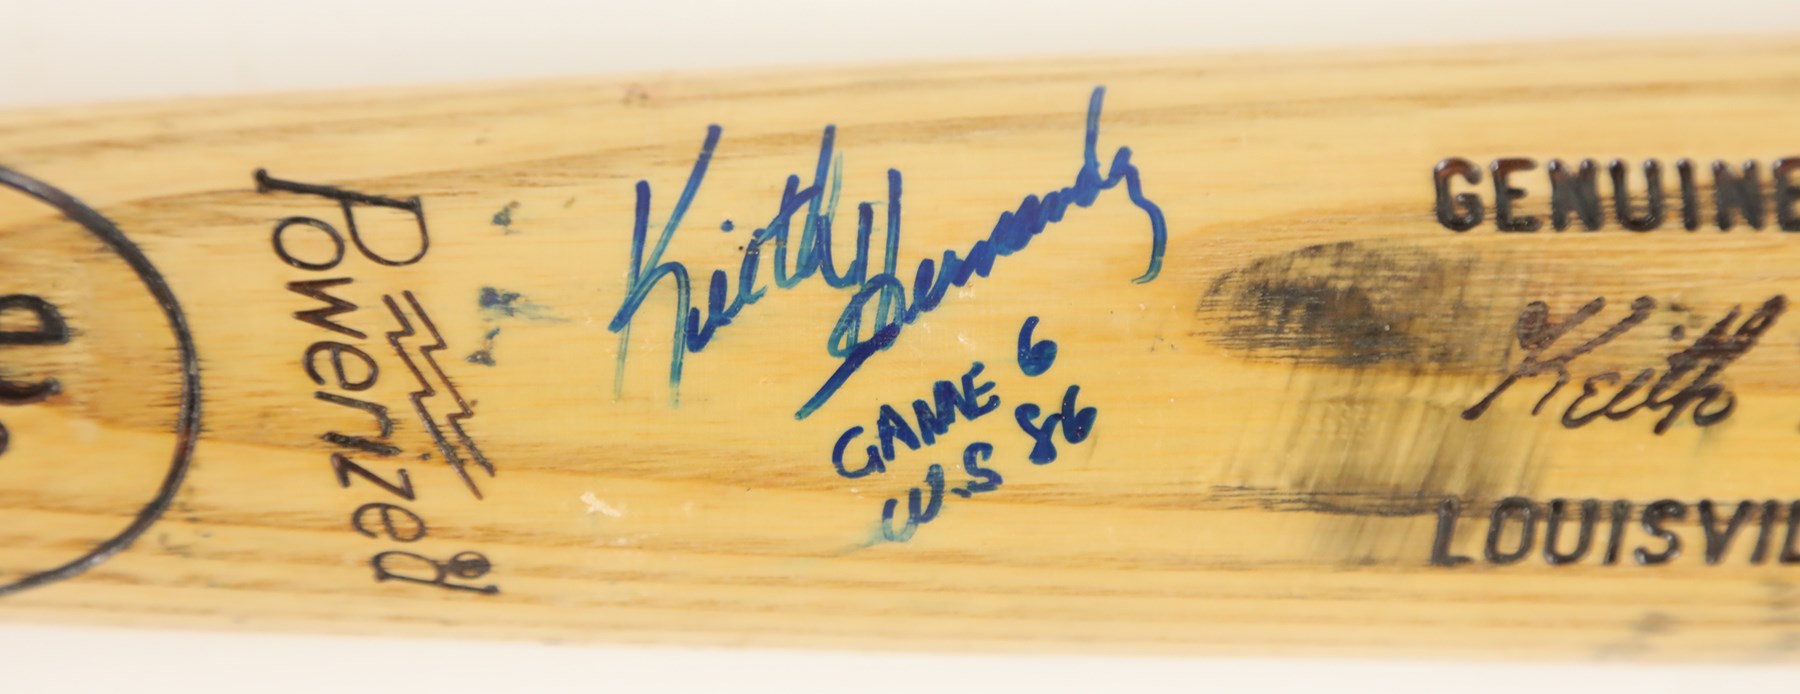 Powerized
Keith Hernandez
GAME 6
W.S 86
GENUINE
Keith
LOUISVIL